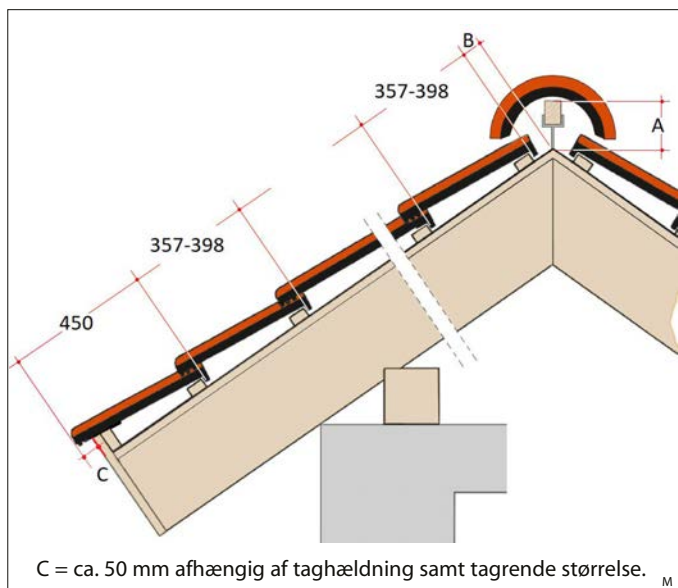 B
357-398
A
357-398
450
C
C = ca. 50 mm afhængig af taghældning samt tagrende størrelse.
M